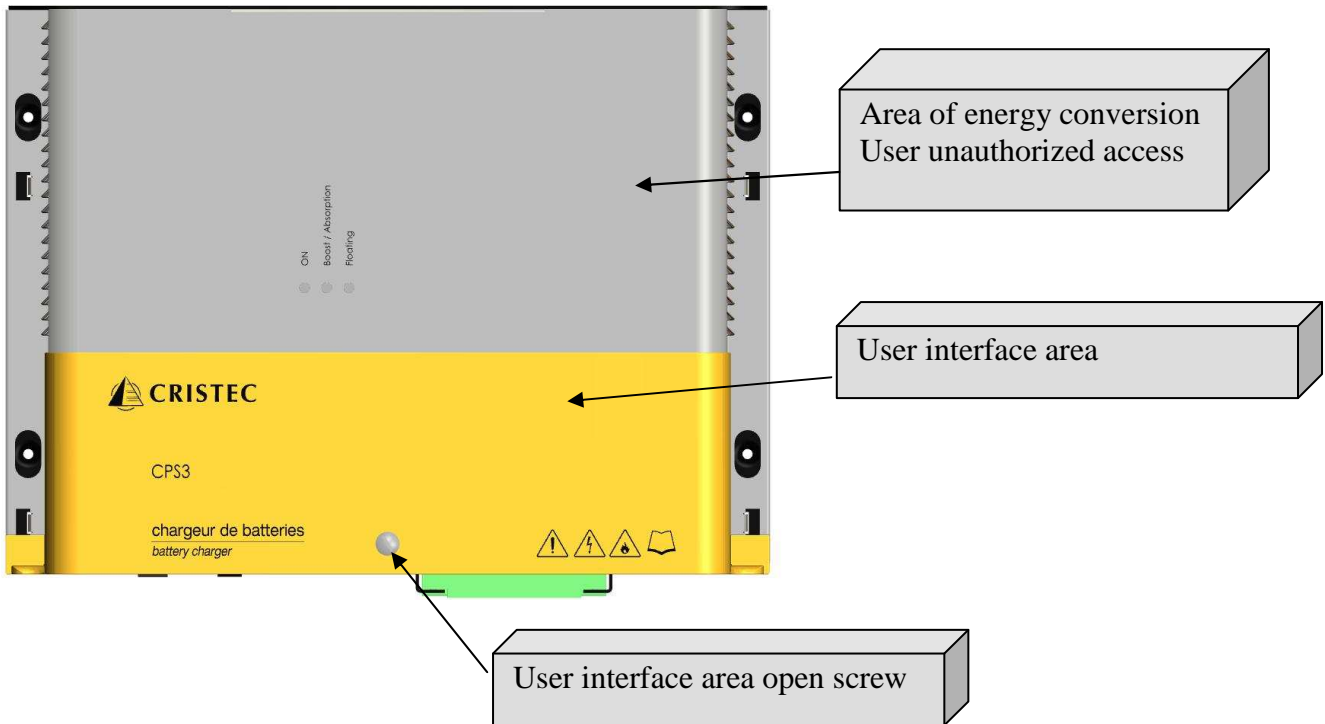 Area of energy conversion
User unauthorized access
ON
Boost / Absorption
Floating
User interface area
CRISTEC
CPS3
chargeur de batteries
battery charger
User interface area open screw